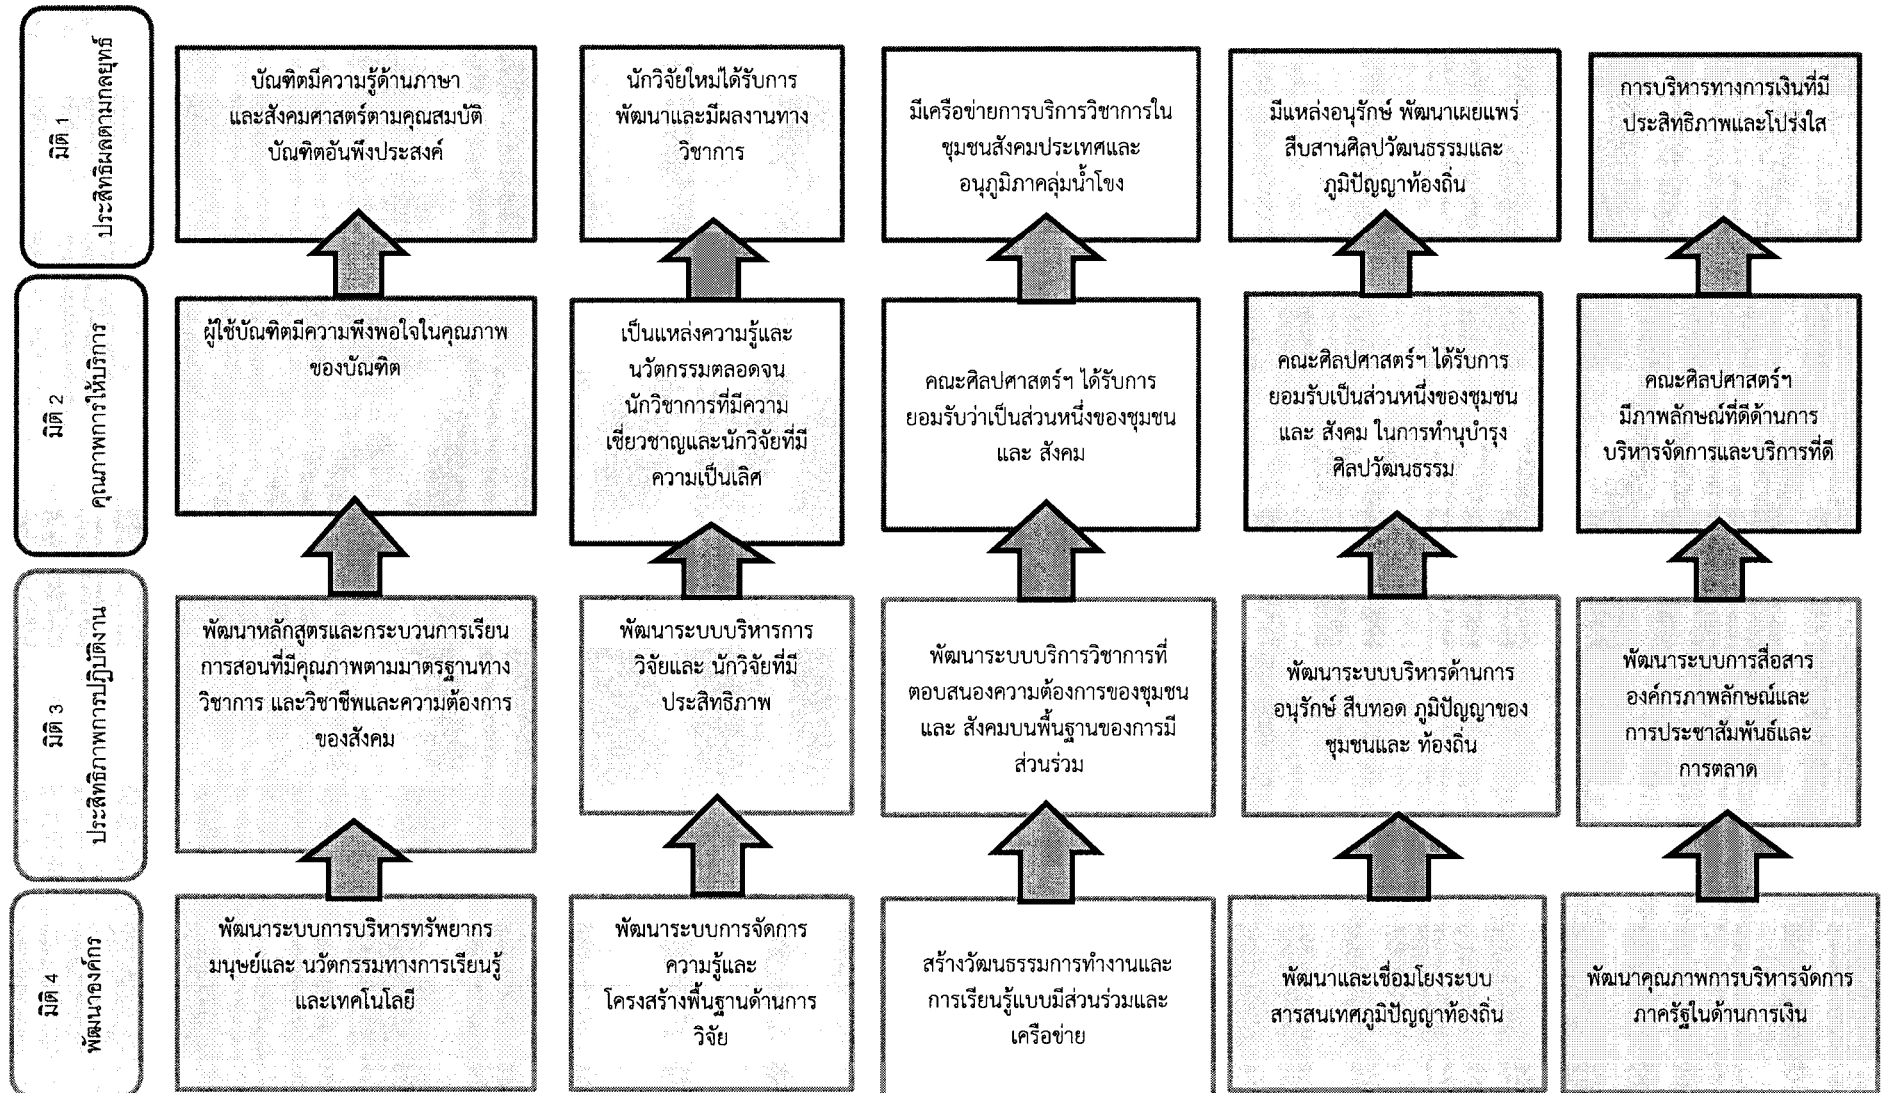 มิติ 1
ประสิทธิผลตามกลยุทธ์
บัณฑิตมีความรู้ด้านภาษา
และสังคมศาสตร์ตามคุณสมบัติ
บัณฑิตอันพึงประสงค์
นักวิจัยใหม่ได้รับการ
พัฒนาและมีผลงานทาง
วิชาการ
มีเครือข่ายการบริการวิชาการใน
ชุมชนสังคมประเทศและ
อนุภูมิภาคลุ่มน้ำโขง
มีแหล่งอนุรักษ์ พัฒนาเผยแพร่
สืบสานศิลปวัฒนธรรมและ
ภูมิปัญญาท้องถิ่น
การบริหารทางการเงินที่มี
ประสิทธิภาพและโปร่งใส
มิติ 2
คุณภาพการให้บริการ
ผู้ใช้บัณฑิตมีความพึงพอใจในคุณภาพ
ของบัณฑิต
เป็นแหล่งความรู้และ
นวัตกรรมตลอดจน
นักวิชาการที่มีความ
เชี่ยวชาญและนักวิจัยที่มี
ความเป็นเลิศ
คณะศิลปศาสตร์ฯ ได้รับการ
ยอมรับว่าเป็นส่วนหนึ่งของชุมชน
และ สังคม
คณะศิลปศาสตร์ฯ ได้รับการ
ยอมรับเป็นส่วนหนึ่งของชุมชน
และ สังคม ในการทำนุบำรุง
ศิลปวัฒนธรรม
คณะศิลปศาสตร์ฯ
มีภาพลักษณ์ที่ดีด้านการ
บริหารจัดการและบริการที่ดี
มิติ 3
ประสิทธิภาพการปฏิบัติงาน
พัฒนาหลักสูตรและกระบวนการเรียน
การสอนที่มีคุณภาพตามมาตรฐานทาง
วิชาการ และวิชาชีพและความต้องการ
ของสังคม
พัฒนาระบบบริหารการ
วิจัยและ นักวิจัยที่มี
ประสิทธิภาพ
พัฒนาระบบบริการวิชาการที่
ตอบสนองความต้องการของชุมชน
และ สังคมบนพื้นฐานของการมี
ส่วนร่วม
พัฒนาระบบบริหารด้านการ
อนุรักษ์ สืบทอด ภูมิปัญญาของ
ชุมชนและ ท้องถิ่น
พัฒนาระบบการสื่อสาร
องค์กรภาพลักษณ์และ
การประชาสัมพันธ์และ
การตลาด
มิติ 4
พัฒนาองค์กร
พัฒนาระบบการบริหารทรัพยากร
มนุษย์และ นวัตกรรมทางการเรียนรู้
และเทคโนโลยี
พัฒนาระบบการจัดการ
ความรู้และ
โครงสร้างพื้นฐานด้านการ
วิจัย
สร้างวัฒนธรรมการทำงานและ
การเรียนรู้แบบมีส่วนร่วมและ
เครือข่าย
พัฒนาและเชื่อมโยงระบบ
สารสนเทศภูมิปัญญาท้องถิ่น
พัฒนาคุณภาพการบริหารจัดการ
ภาครัฐในด้านการเงิน